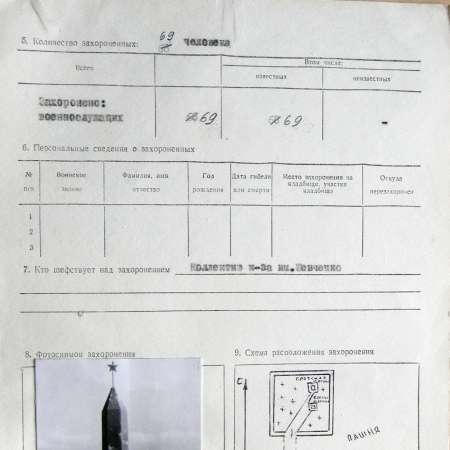 5. Количество захороненных: 69 человека
Всего
В том числе:
известных
неизвестных
Захоронено:
военнослужащих 69 69 -
6. Персональные сведения о захороненных
№ п/п Воинское звание Фамилия, имя, отчество Год рождения Дата гибели или смерти Место захоронения на кладбище, участке кладбища Откуда перезахоронен
1
2
3
7. Кто шефствует над захоронением Коллектив к-за им.Шевченко
8. Фотоснимок захоронения
9. Схема расположения захоронения
С
ПАШНЯ